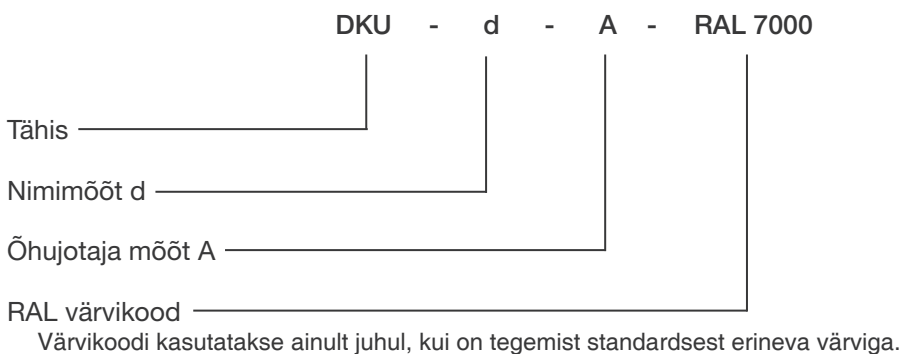 DKU - d - A - RAL 7000
Tähis
Nimimõõt d
Õhujotaja mõõt A
RAL värvikood
Värvikoodi kasutatakse ainult juhul, kui on tegemist standardsest erineva värviga.